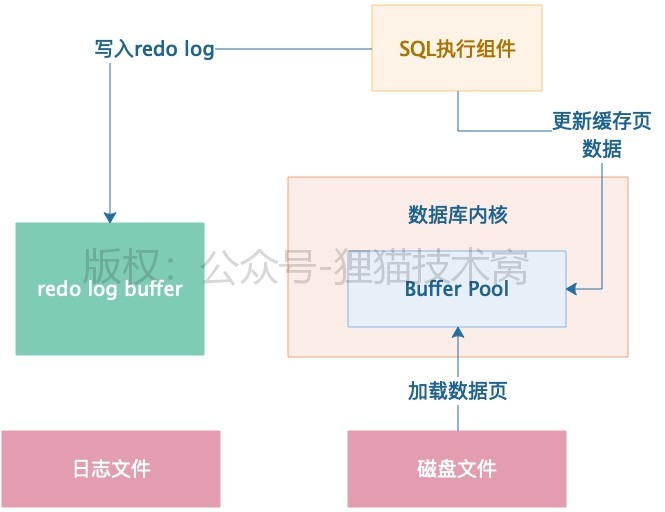 写入redo log
SQL执行组件
更新缓存页
数据
数据库内核
版权：公众号-狸猫技术窝
redo log buffer
Buffer Pool
加载数据页
日志文件
磁盘文件